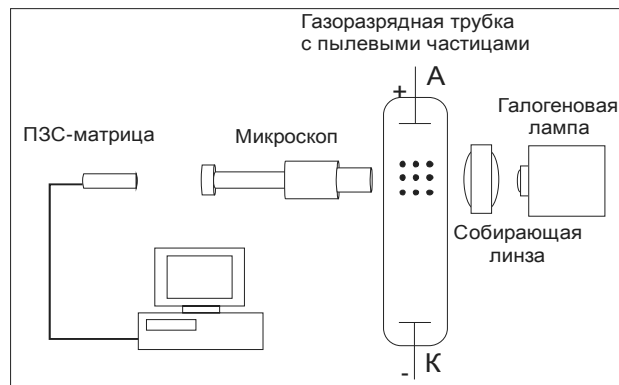 Газоразрядная трубка
с пылевыми частицами
+
А
Галогеновая
лампа
ПЗС-матрица
Микроскоп
Собирающая
линза
-
К